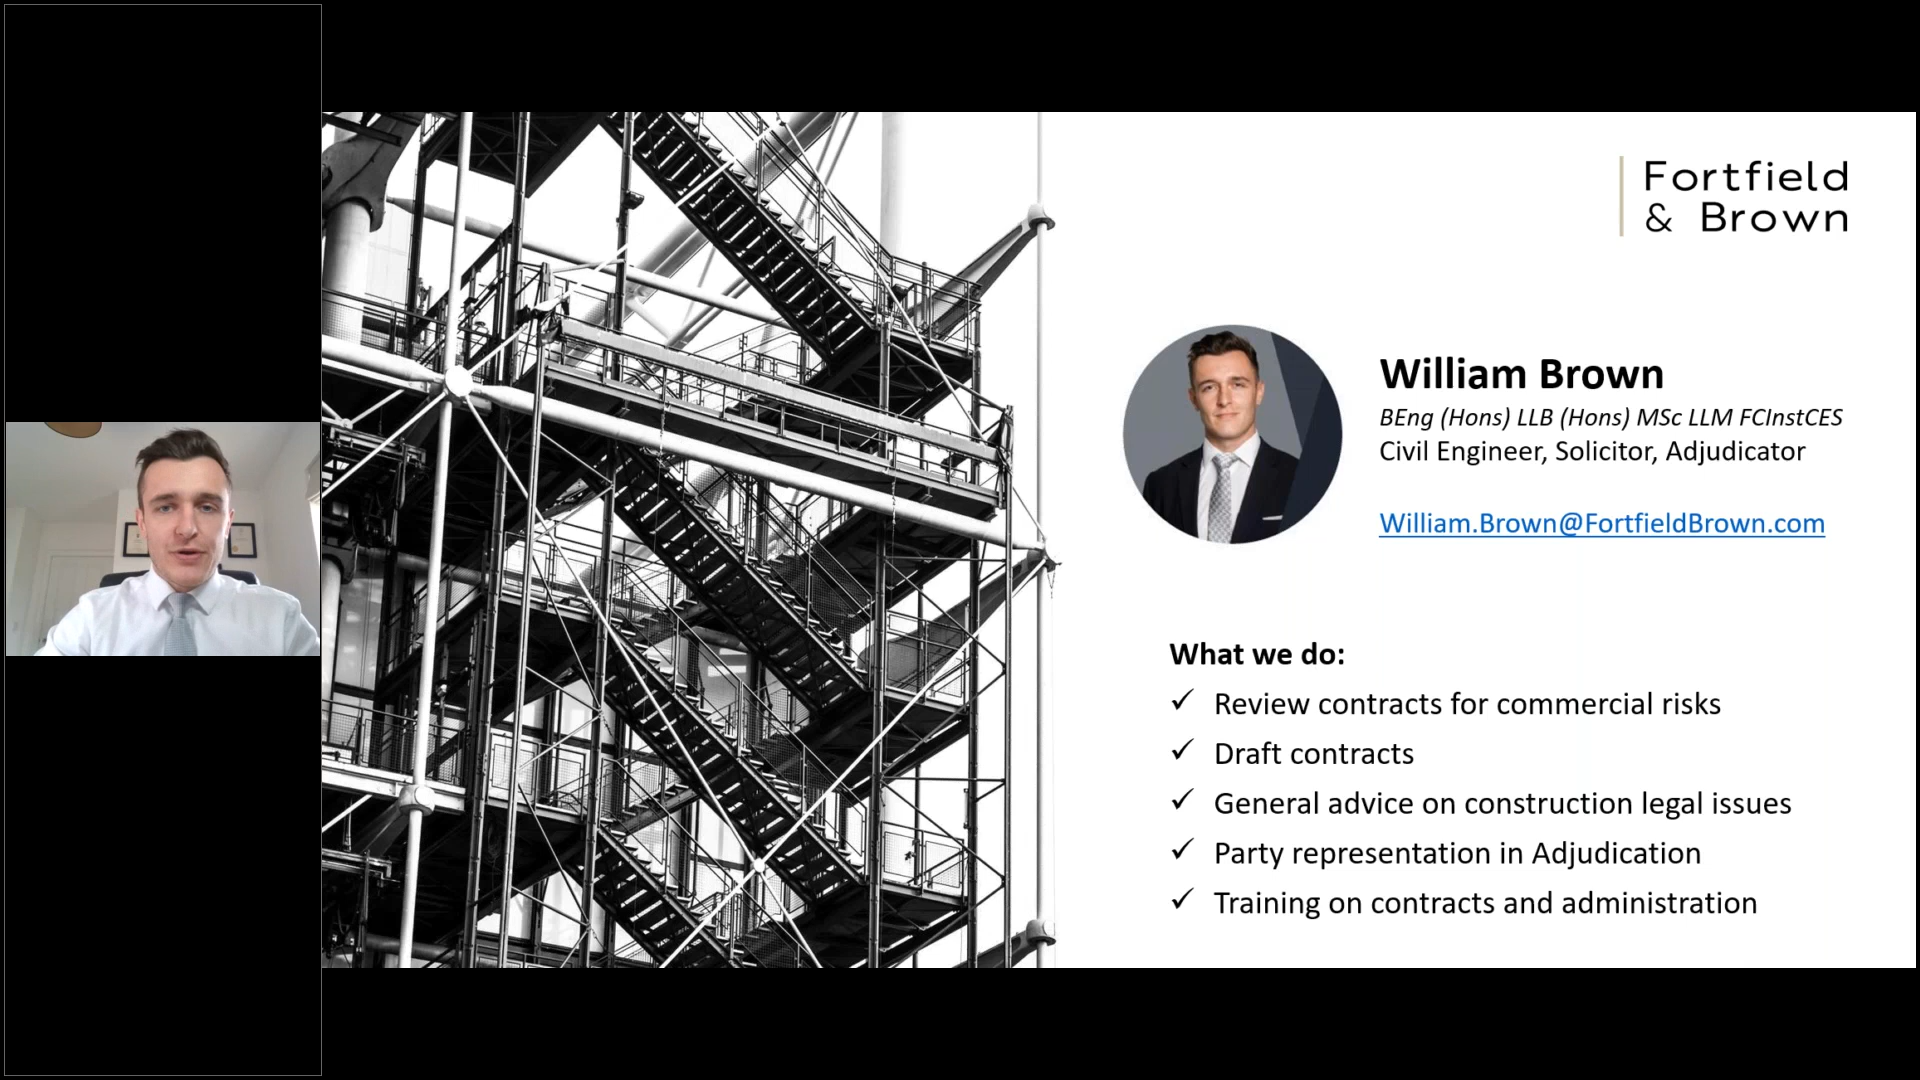 Fortfield
& Brown
William Brown
BEng (Hons) LLB (Hons) MSc LLM FCInstCES
Civil Engineer, Solicitor, Adjudicator
William.Brown@FortfieldBrown.com
What we do:
✓ Review contracts for commercial risks
✓ Draft contracts
✓ General advice on construction legal issues
✓ Party representation in Adjudication
✓ Training on contracts and administration